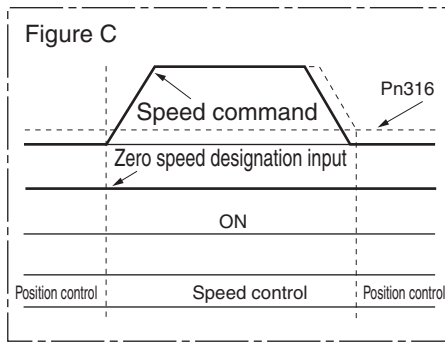 Figure C
Pn316
Speed command
Zero speed designation input
ON
Position control Speed control Position control